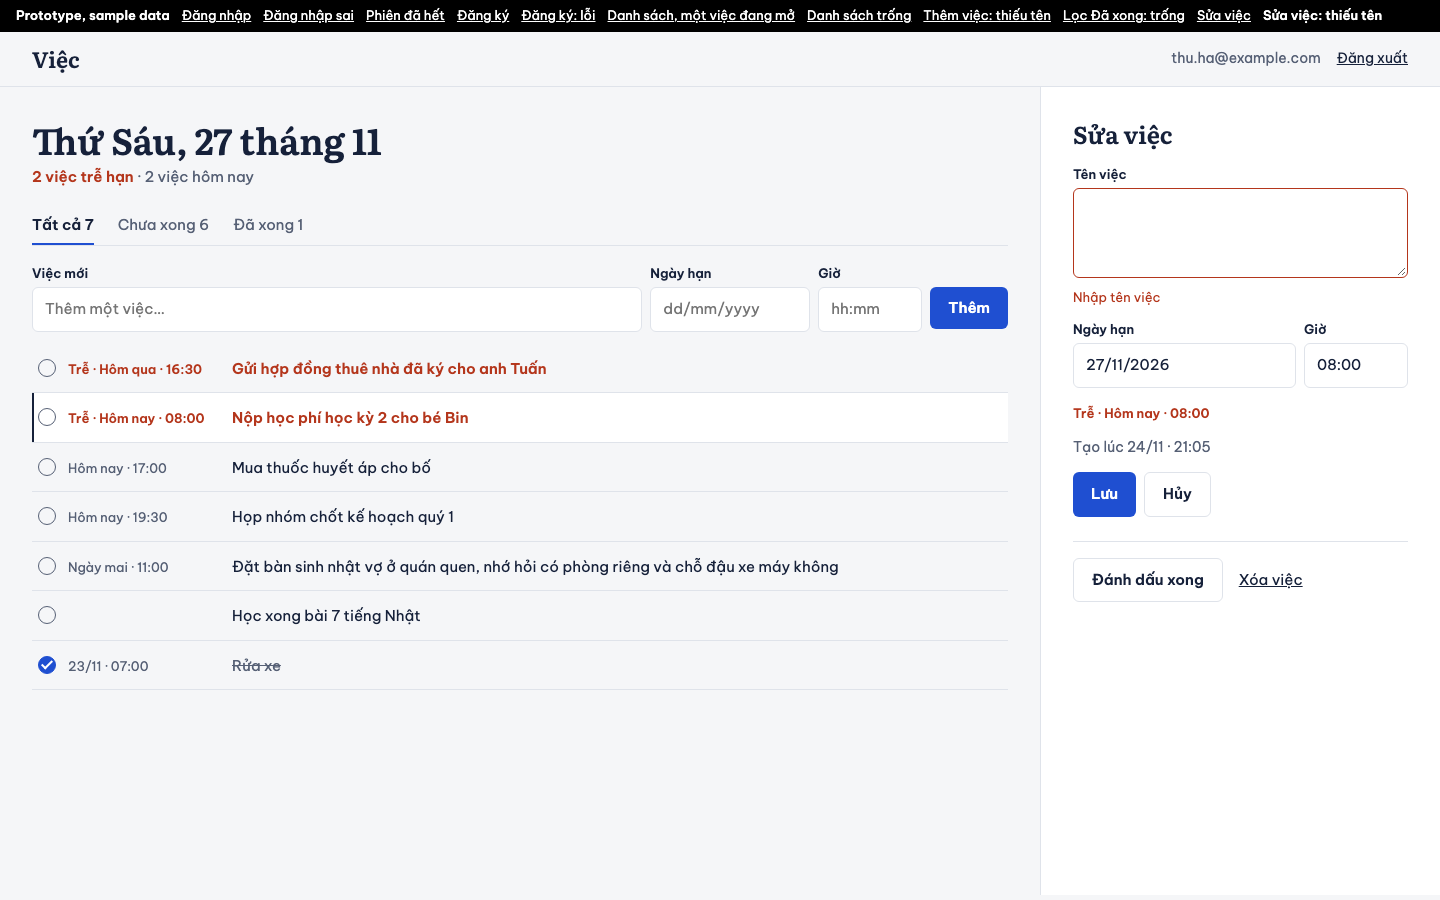 Prototype, sample data Đăng nhập Đăng nhập sai Phiên đã hết Đăng ký Đăng ký: lỗi Danh sách, một việc đang mở Danh sách trống Thêm việc: thiếu tên Lọc Đã xong: trống Sửa việc Sửa việc: thiếu tên
Việc
thu.ha@example.com Đăng xuất
Thứ Sáu, 27 tháng 11
2 việc trễ hạn · 2 việc hôm nay
Tất cả 7 Chưa xong 6 Đã xong 1
Việc mới Ngày hạn Giờ
Thêm một việc... dd/mm/yyyy hh:mm Thêm
Trễ · Hôm qua · 16:30 Gửi hợp đồng thuê nhà đã ký cho anh Tuấn
Trễ · Hôm nay · 08:00 Nộp học phí học kỳ 2 cho bé Bin
Hôm nay · 17:00 Mua thuốc huyết áp cho bố
Hôm nay · 19:30 Họp nhóm chốt kế hoạch quý 1
Ngày mai · 11:00 Đặt bàn sinh nhật vợ ở quán quen, nhớ hỏi có phòng riêng và chỗ đậu xe máy không
Học xong bài 7 tiếng Nhật
23/11 · 07:00 Rửa xe
Sửa việc
Tên việc
Nhập tên việc
Ngày hạn Giờ
27/11/2026 08:00
Trễ · Hôm nay · 08:00
Tạo lúc 24/11 · 21:05
Lưu Hủy
Đánh dấu xong Xóa việc